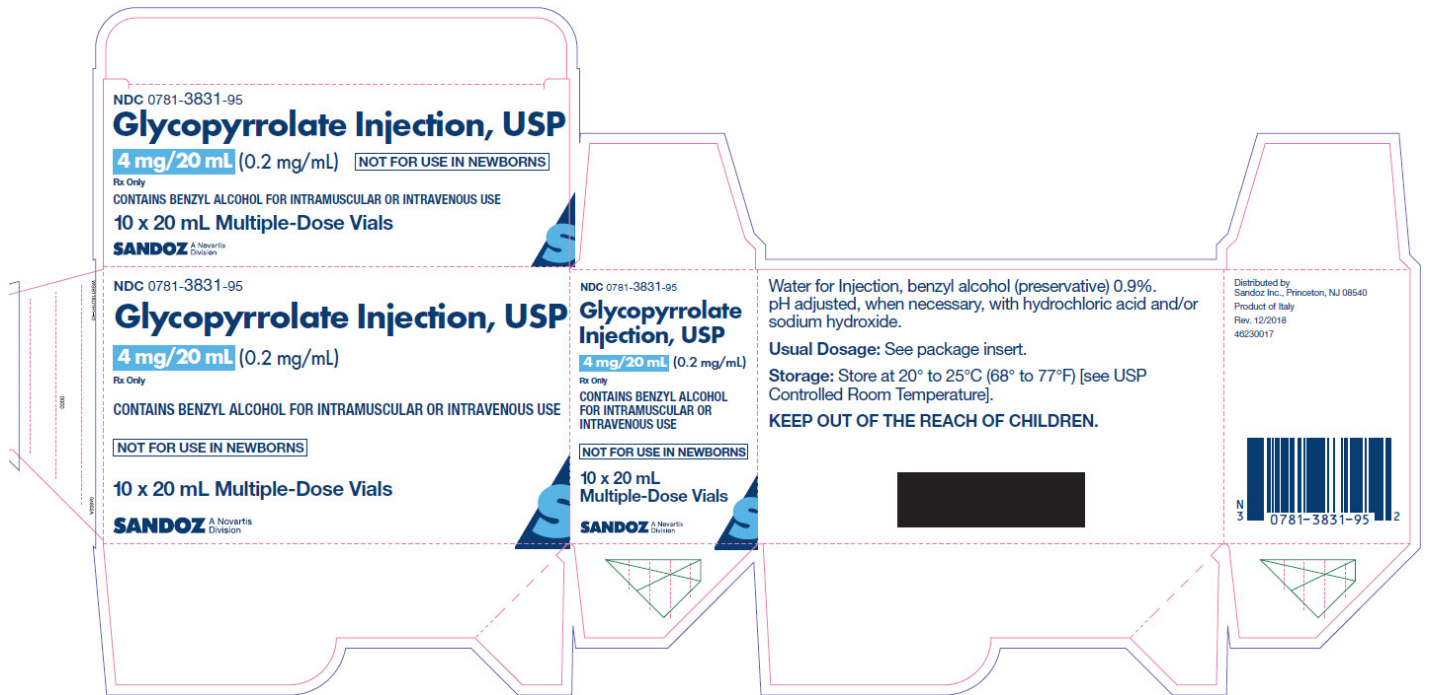 NDC 0781-3831-95
Glycopyrrolate Injection, USP
4 mg/20 mL (0.2 mg/mL) NOT FOR USE IN NEWBORNS
Rx Only
CONTAINS BENZYL ALCOHOL FOR INTRAMUSCULAR OR INTRAVENOUS USE
10 x 20 mL Multiple-Dose Vials
SANDOZ A Novartis
Division
S
NDC 0781-3831-95
Glycopyrrolate Injection, USP
4 mg/20 mL (0.2 mg/mL)
Rx Only
CONTAINS BENZYL ALCOHOL FOR INTRAMUSCULAR OR INTRAVENOUS USE
NOT FOR USE IN NEWBORNS
10 x 20 mL Multiple-Dose Vials
SANDOZ A Novartis
Division
S
NDC 0781-3831-95
Glycopyrrolate
Injection, USP
4 mg/20 mL (0.2 mg/mL)
Rx Only
CONTAINS BENZYL ALCOHOL
FOR INTRAMUSCULAR OR
INTRAVENOUS USE
NOT FOR USE IN NEWBORNS
10 x 20 mL
Multiple-Dose Vials
SANDOZ A Novartis
Division
S
Water for Injection, benzyl alcohol (preservative) 0.9%.
pH adjusted, when necessary, with hydrochloric acid and/or
sodium hydroxide.
Usual Dosage: See package insert.
Storage: Store at 20° to 25°C (68° to 77°F) [see USP
Controlled Room Temperature].
KEEP OUT OF THE REACH OF CHILDREN.
Distributed by
Sandoz Inc., Princeton, NJ 08540
Product of Italy
Rev. 12/2018
46230017
N
3 0781-3831-95 2